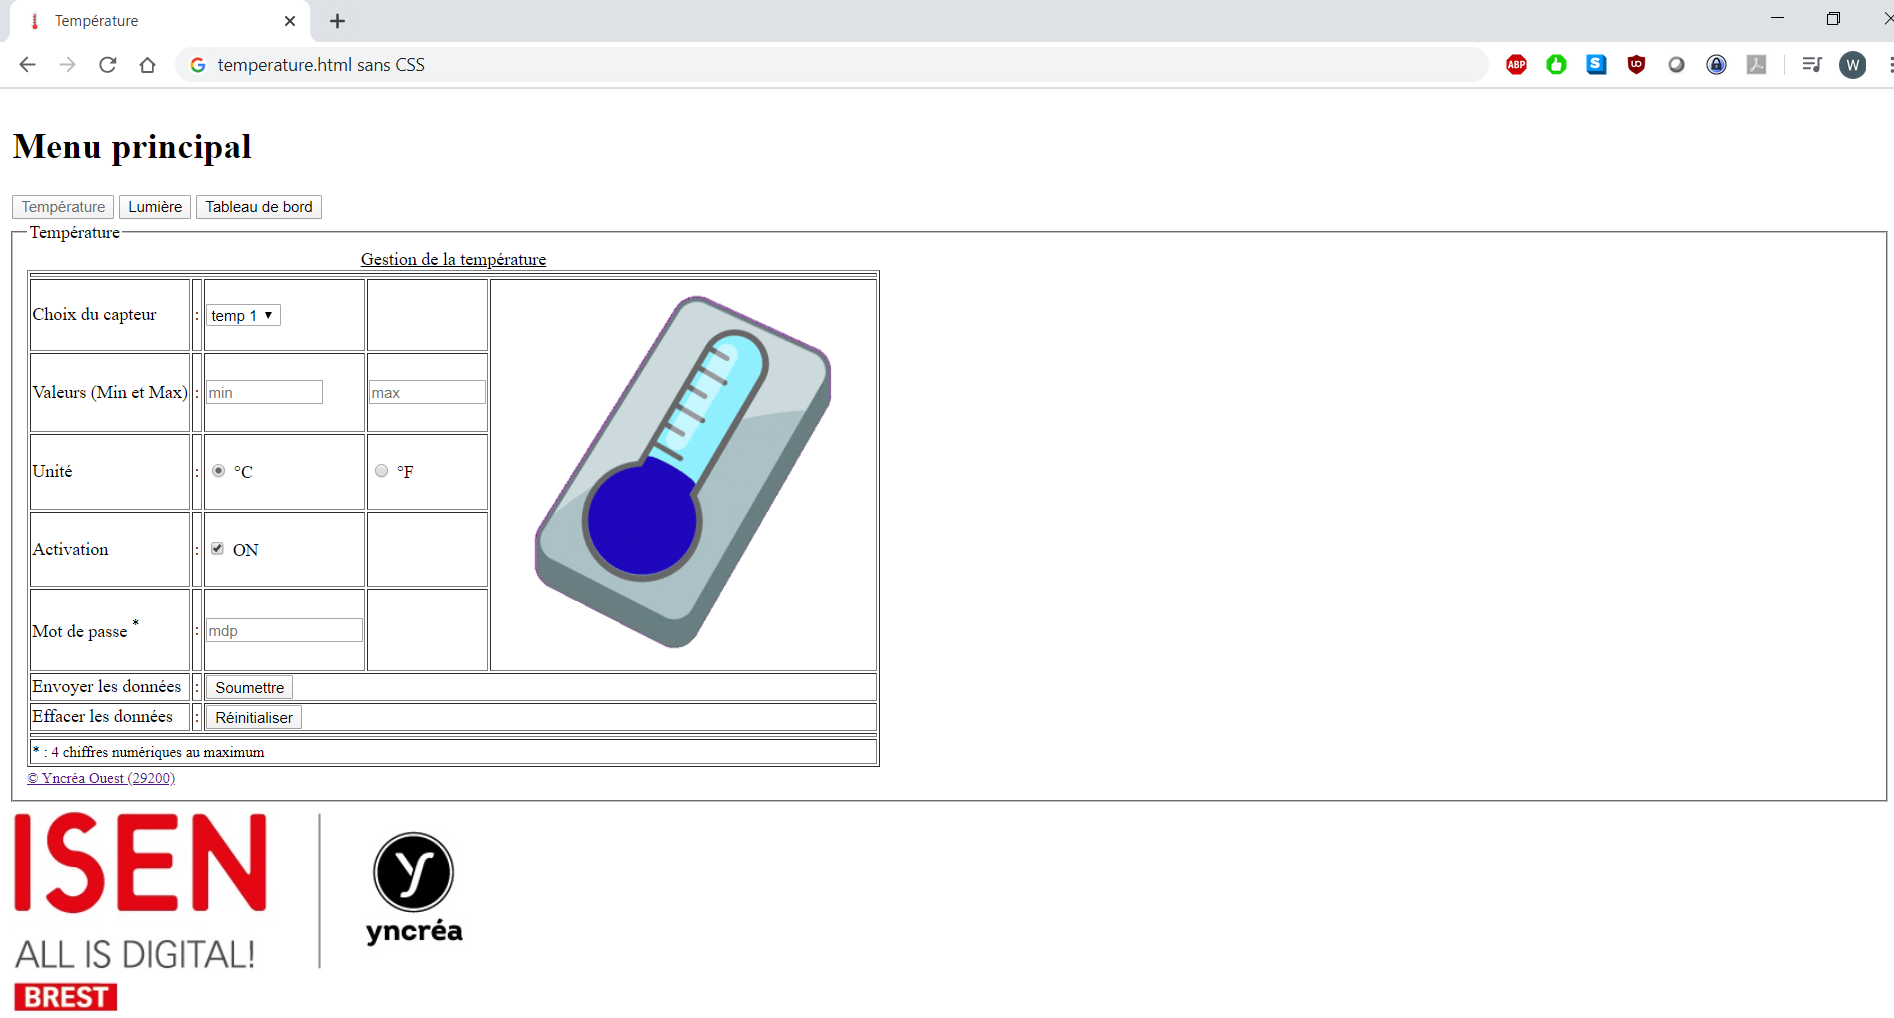 Température
temperature.html sans CSS
ABP
S
UD
W
Menu principal
Température Lumière Tableau de bord
Température
Gestion de la température
Choix du capteur : temp 1
Valeurs (Min et Max) : min max
Unité : °C °F
Activation : ON
Mot de passe * : mdp
Envoyer les données : Soumettre
Effacer les données : Réinitialiser
* : 4 chiffres numériques au maximum
© Yncréa Ouest (29200)
ISEN
ALL IS DIGITAL!
BREST
y
yncréa